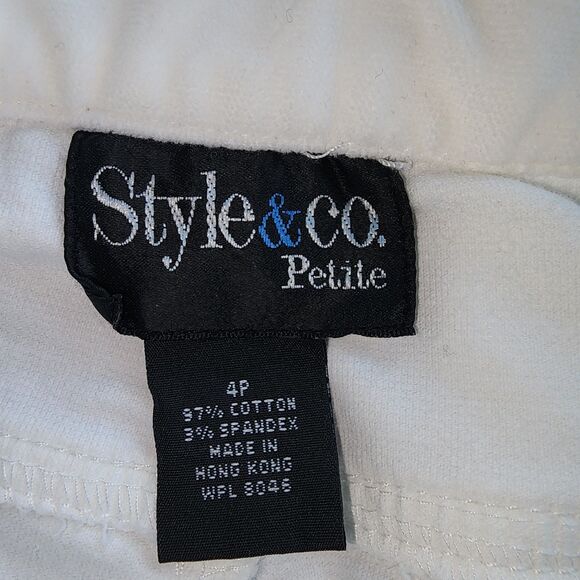 Style&co.
Petite
4P
97% COTTON
3% SPANDEX
MADE IN
HONG KONG
WPL 8046